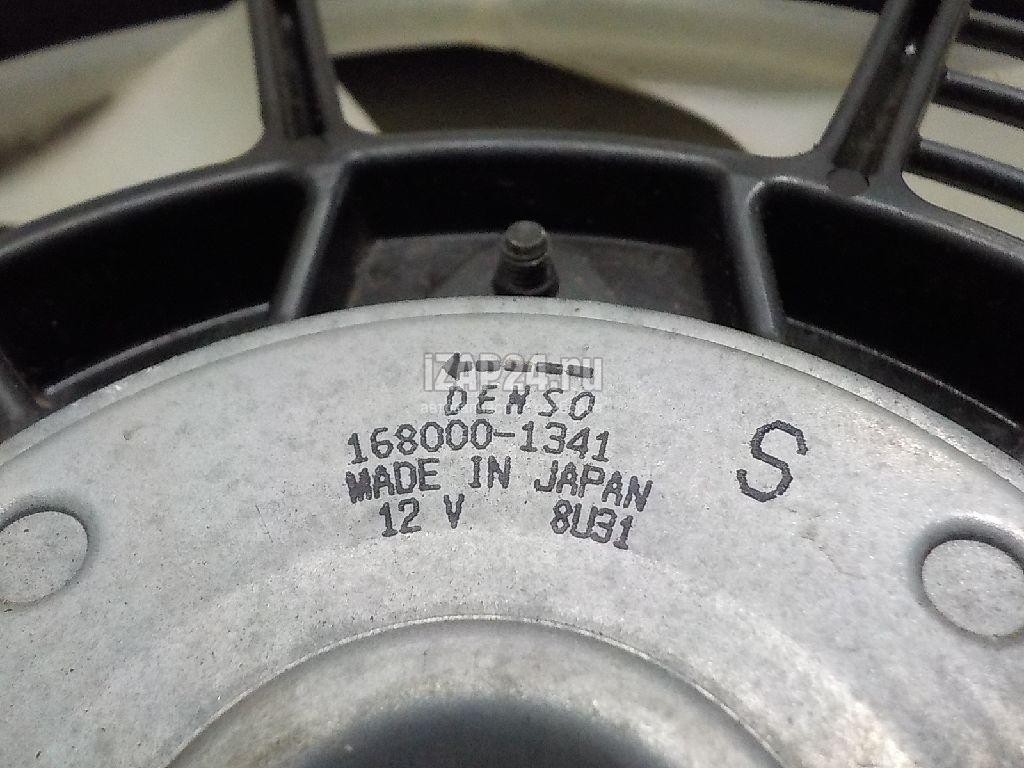 iZAP24.ru
DENSO
168000-1341
MADE IN JAPAN
12 V 8U31
S